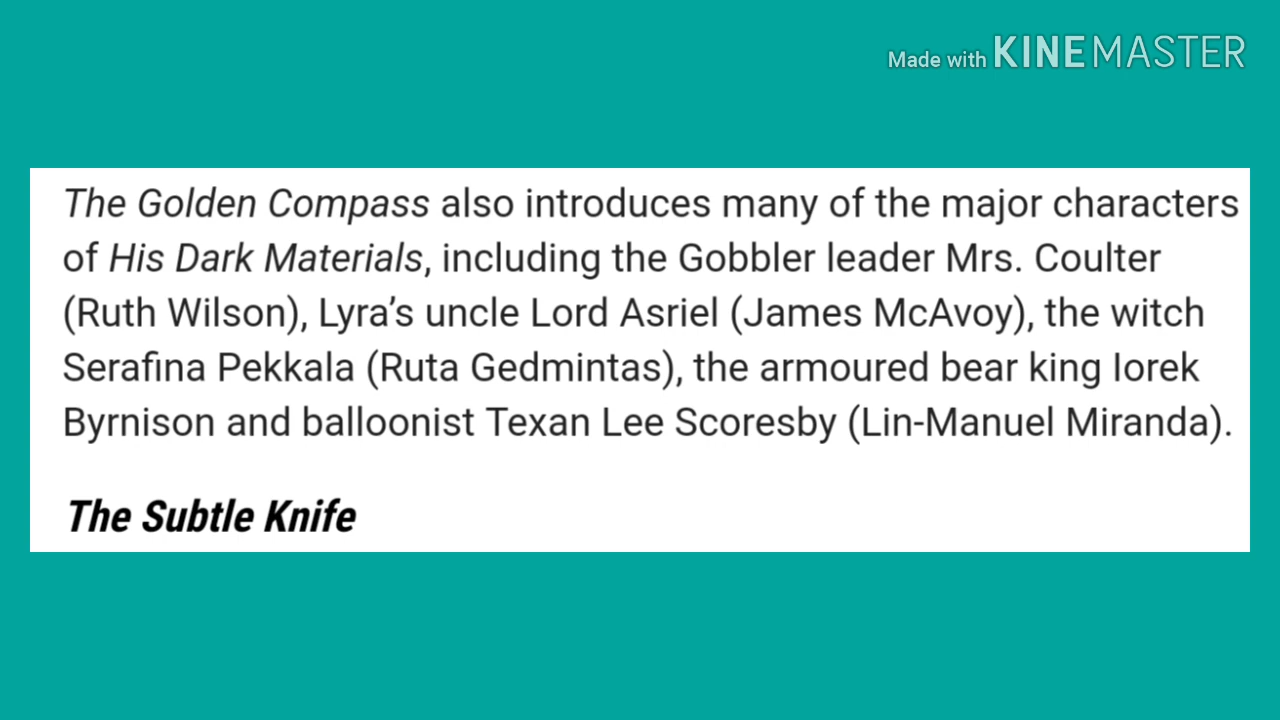 Made with KINEMASTER
The Golden Compass also introduces many of the major characters
of His Dark Materials, including the Gobbler leader Mrs. Coulter
(Ruth Wilson), Lyra’s uncle Lord Asriel (James McAvoy), the witch
Serafina Pekkala (Ruta Gedmintas), the armoured bear king Iorek
Byrnison and balloonist Texan Lee Scoresby (Lin-Manuel Miranda).
The Subtle Knife